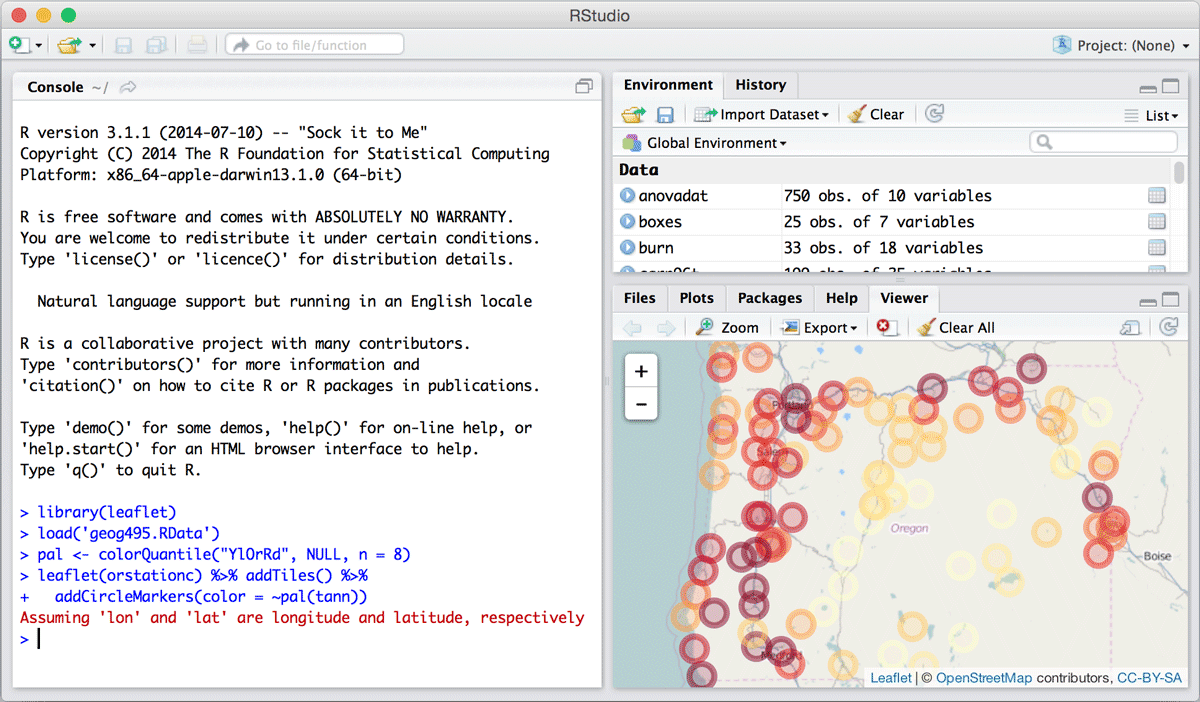 RStudio
Go to file/function
Project: (None)
Console ~/
R version 3.1.1 (2014-07-10) -- "Sock it to Me"
Copyright (C) 2014 The R Foundation for Statistical Computing
Platform: x86_64-apple-darwin13.1.0 (64-bit)
R is free software and comes with ABSOLUTELY NO WARRANTY.
You are welcome to redistribute it under certain conditions.
Type 'license()' or 'licence()' for distribution details.
Natural language support but running in an English locale
R is a collaborative project with many contributors.
Type 'contributors()' for more information and
'citation()' on how to cite R or R packages in publications.
Type 'demo()' for some demos, 'help()' for on-line help, or
'help.start()' for an HTML browser interface to help.
Type 'q()' to quit R.
> library(leaflet)
> load('geog495.RData')
> pal <- colorQuantile("YlOrRd", NULL, n = 8)
> leaflet(orstationc) %>% addTiles() %>%
+   addCircleMarkers(color = ~pal(tann))
Assuming 'lon' and 'lat' are longitude and latitude, respectively
>
Environment History
Import Dataset Clear List
Global Environment
Data
anovadat 750 obs. of 10 variables
boxes 25 obs. of 7 variables
burn 33 obs. of 18 variables
Files Plots Packages Help Viewer
Zoom Export Clear All
+
−
Portland
Salem
Oregon
Boise
Medford
Leaflet | © OpenStreetMap contributors, CC-BY-SA